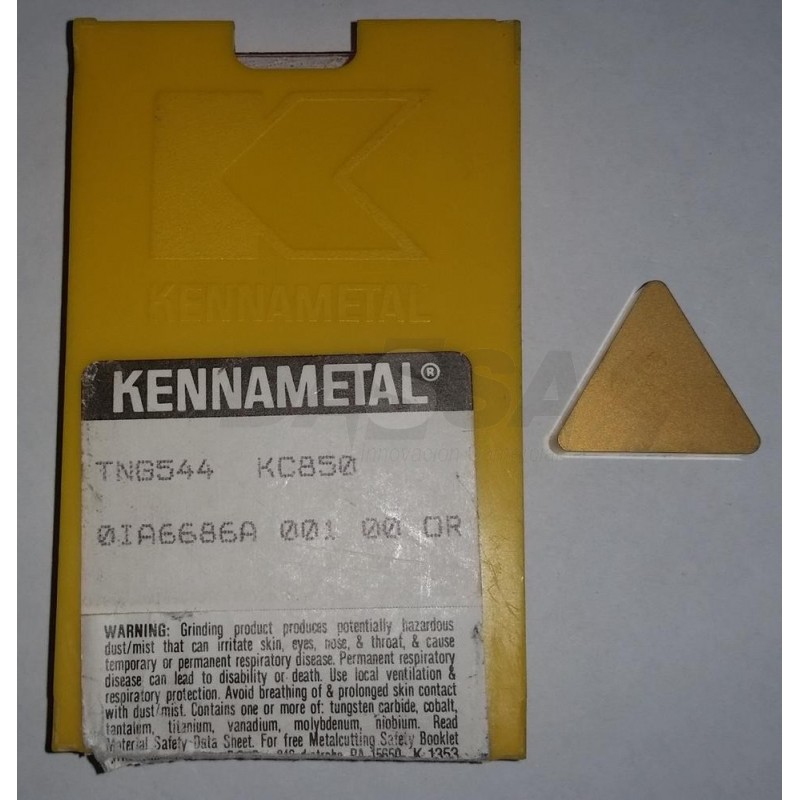 KENNAMETAL
KENNAMETAL®
TNG544 KC850
0IA6686A 001 00 OR
WARNING: Grinding product produces potentially hazardous
dust/mist that can irritate skin, eyes, nose, & throat, & cause
temporary or permanent respiratory disease. Permanent respiratory
disease can lead to disability or death. Use local ventilation &
respiratory protection. Avoid breathing of & prolonged skin contact
with dust/mist. Contains one or more of: tungsten carbide, cobalt,
tantalum, titanium, vanadium, molybdenum, niobium. Read
Material Safety Data Sheet. For free Metalcutting Safety Booklet
PA 15650 K-1353